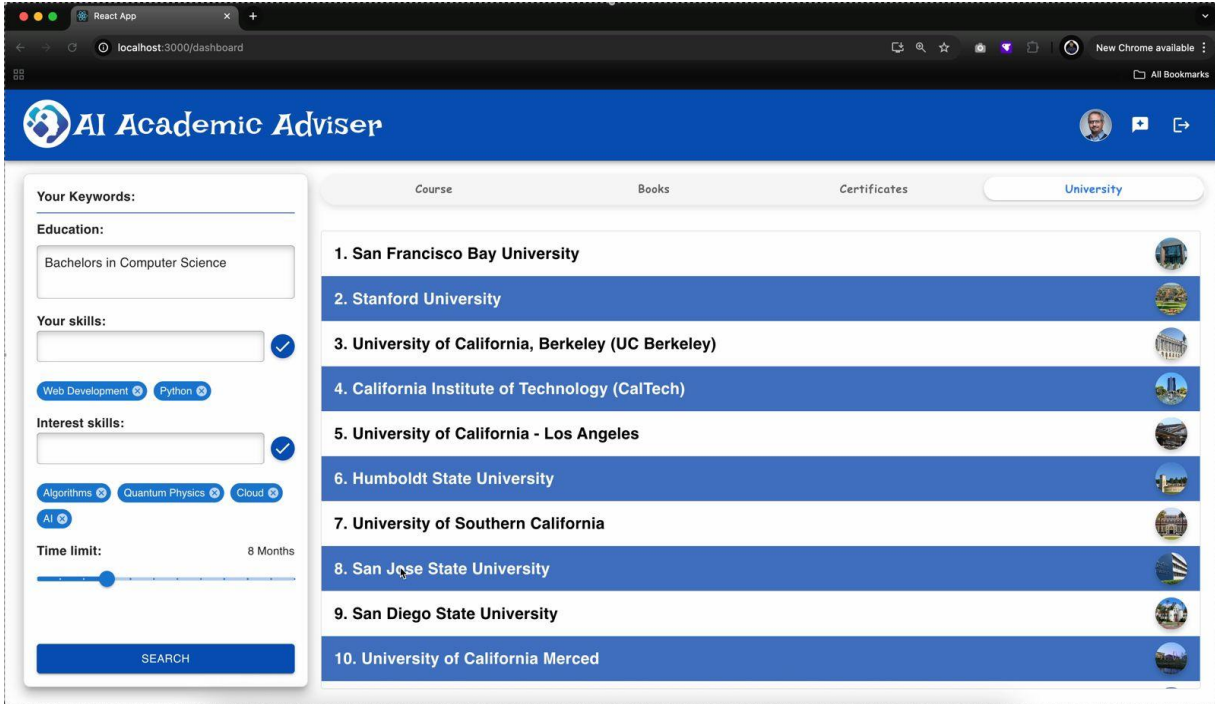 React App
localhost:3000/dashboard
New Chrome available
All Bookmarks
AI Academic Adviser
Your Keywords:
Education:
Bachelors in Computer Science
Your skills:
Web Development
Python
Interest skills:
Algorithms
Quantum Physics
Cloud
AI
Time limit:
8 Months
SEARCH
Course
Books
Certificates
University
1. San Francisco Bay University
2. Stanford University
3. University of California, Berkeley (UC Berkeley)
4. California Institute of Technology (CalTech)
5. University of California - Los Angeles
6. Humboldt State University
7. University of Southern California
8. San Jose State University
9. San Diego State University
10. University of California Merced